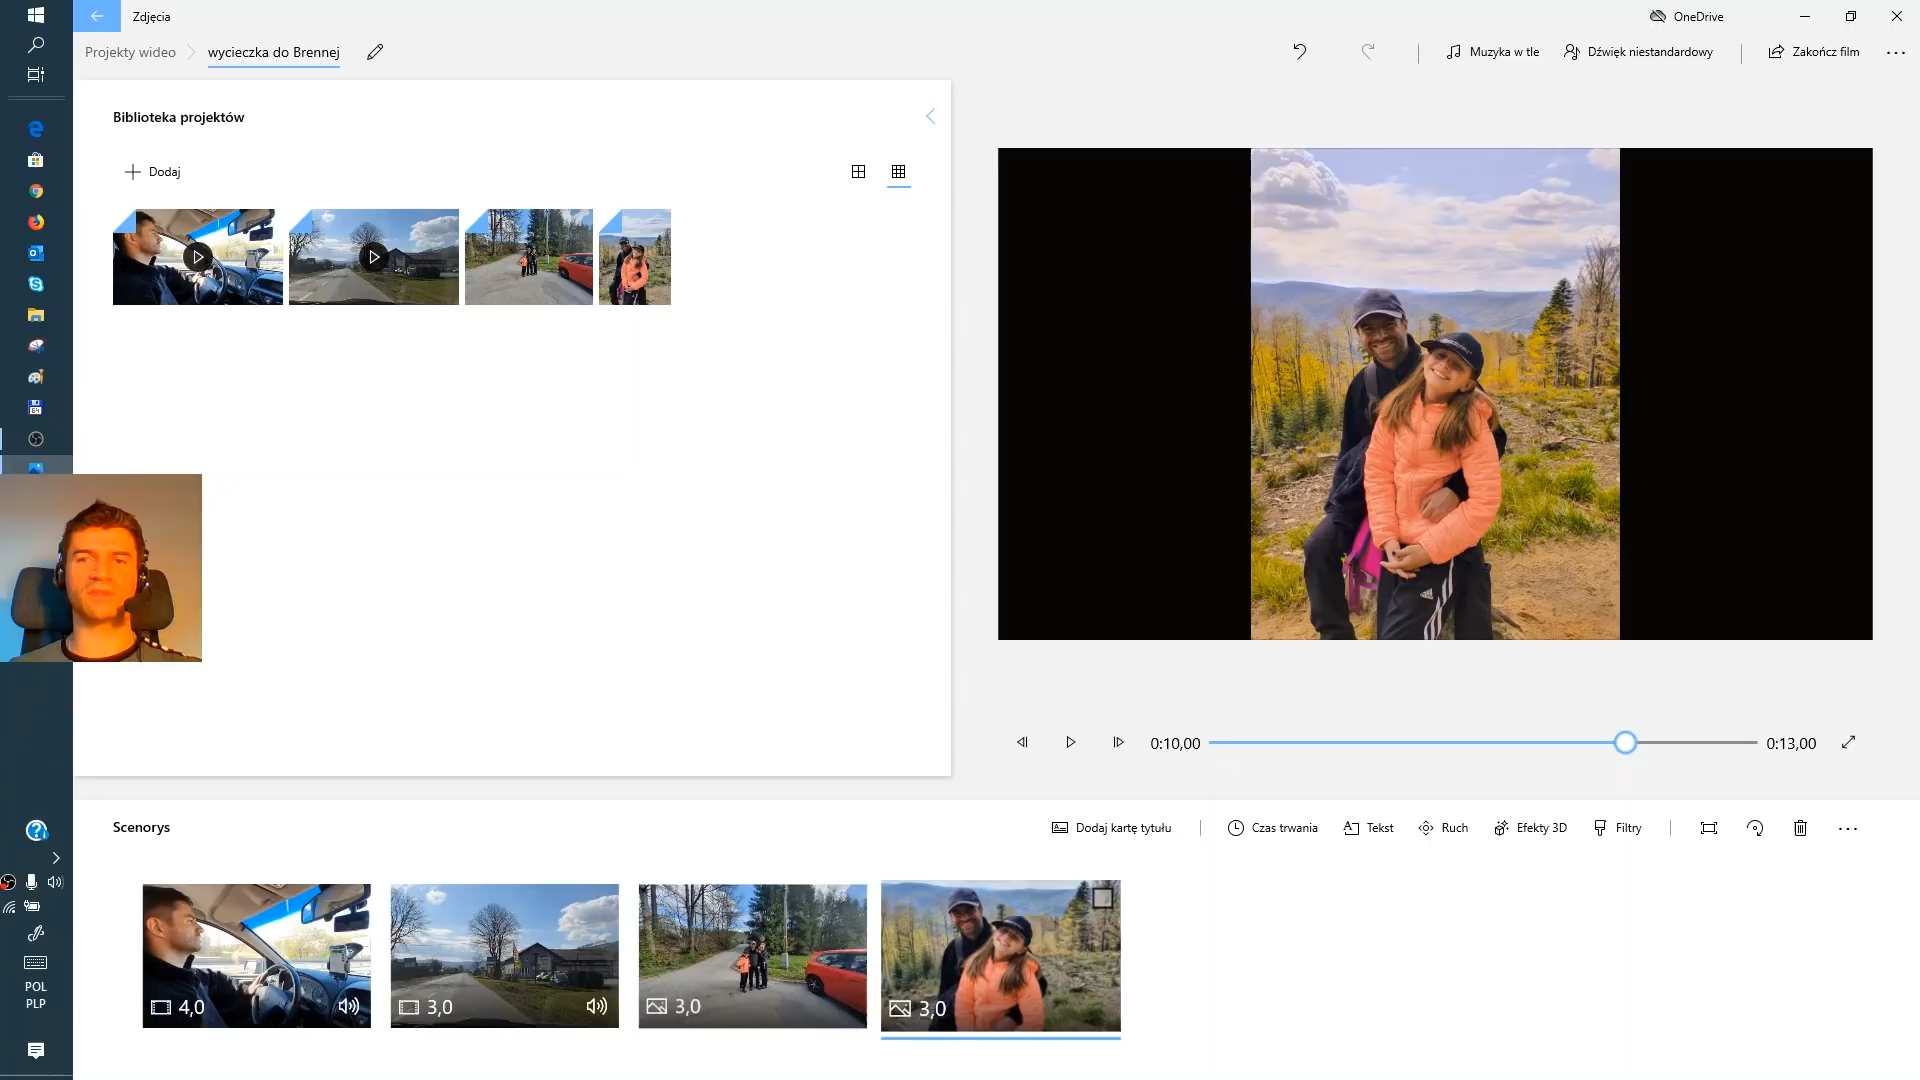 Zdjęcia
OneDrive
Projekty wideo
wycieczka do Brennej
Muzyka w tle
Dźwięk niestandardowy
Zakończ film
Biblioteka projektów
Dodaj
0:10,00
0:13,00
Scenorys
Dodaj kartę tytułu
Czas trwania
Tekst
Ruch
Efekty 3D
Filtry
4,0
3,0
3,0
3,0
64
POL
PLP